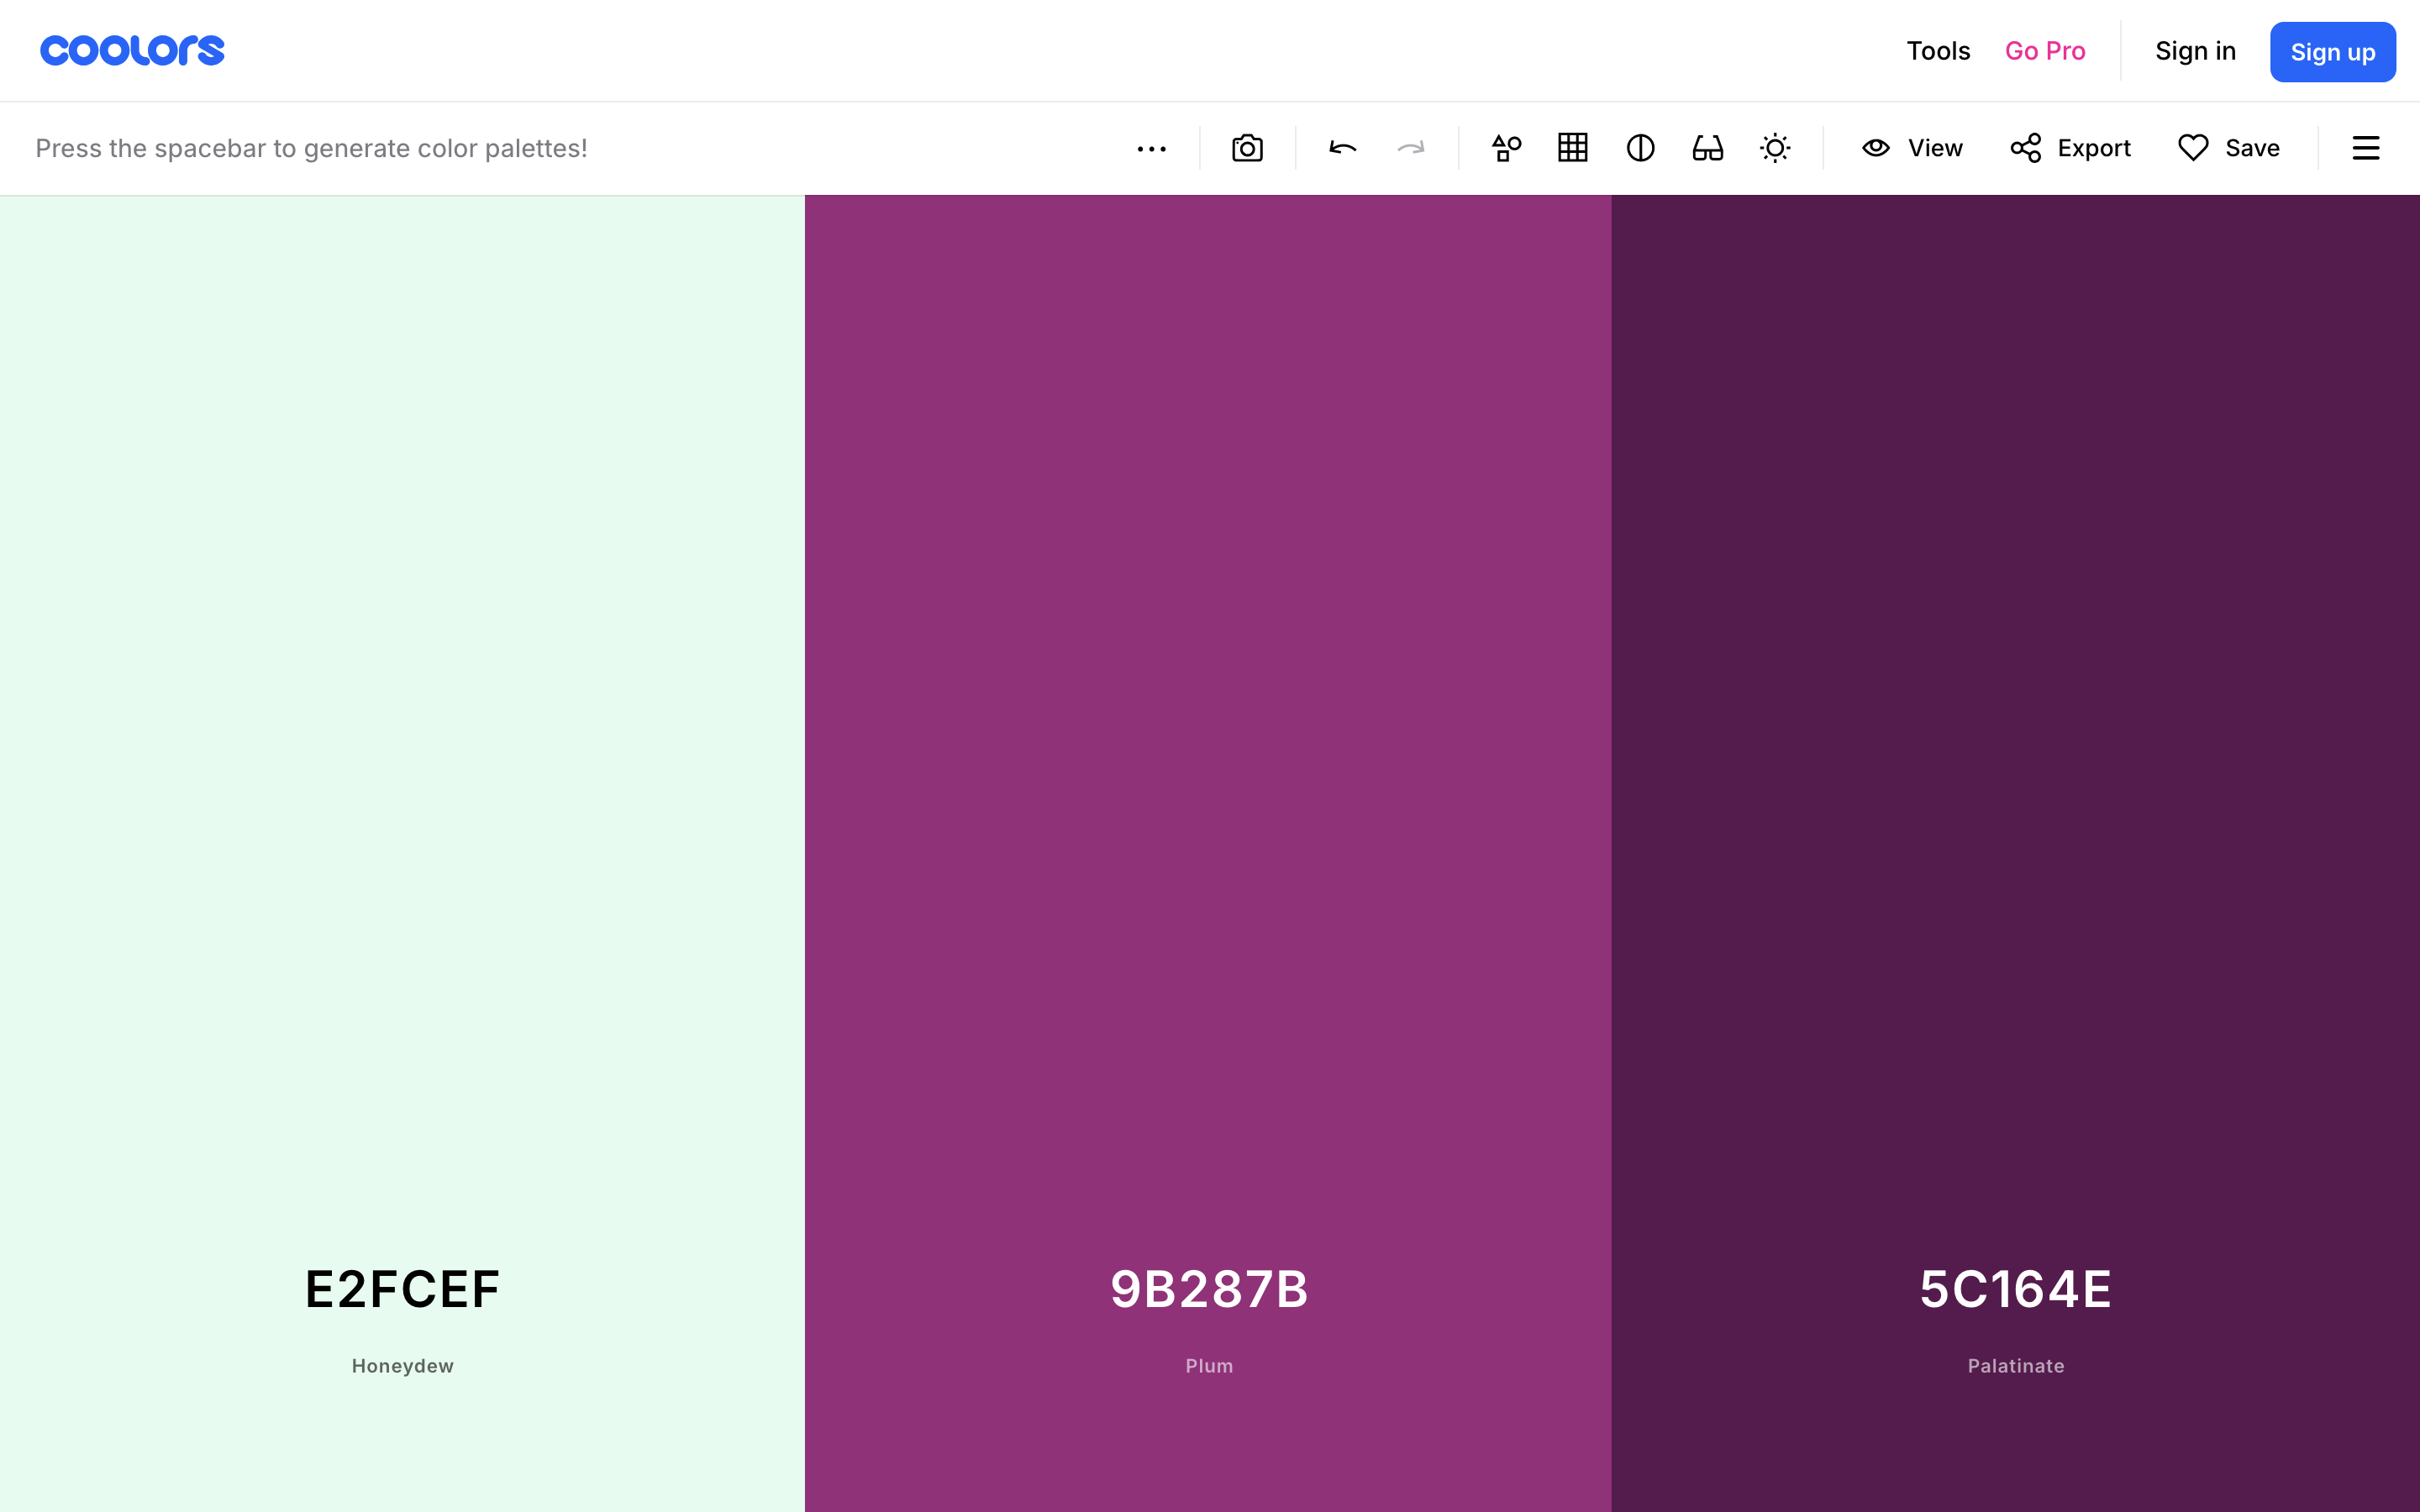 coolors
Tools Go Pro Sign in Sign up
Press the spacebar to generate color palettes! View Export Save
E2FCEF 9B287B 5C164E
Honeydew Plum Palatinate